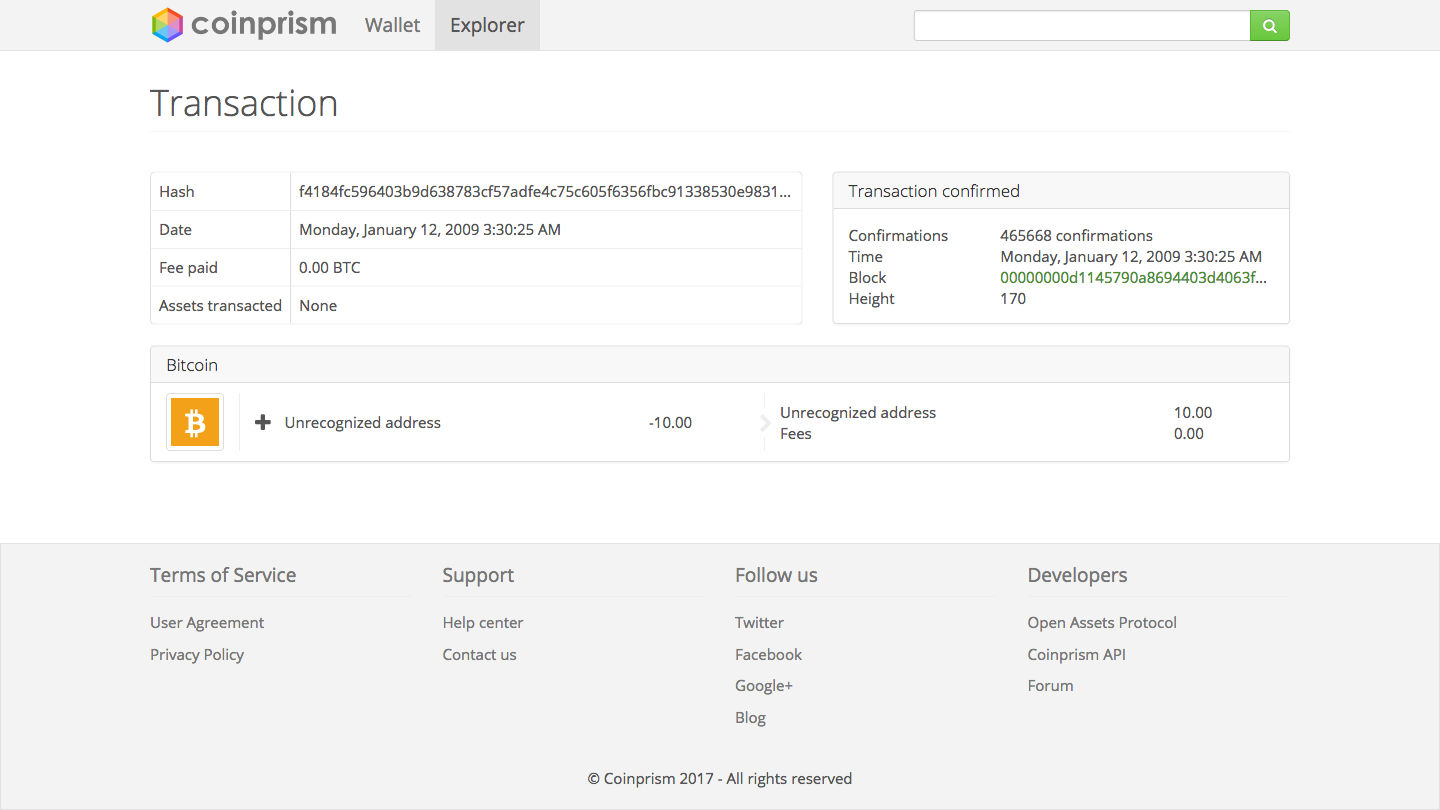 coinprism Wallet Explorer
Transaction
Hash f4184fc596403b9d638783cf57adfe4c75c605f6356fbc91338530e9831...
Date Monday, January 12, 2009 3:30:25 AM
Fee paid 0.00 BTC
Assets transacted None
Transaction confirmed
Confirmations 465668 confirmations
Time Monday, January 12, 2009 3:30:25 AM
Block 00000000d1145790a8694403d4063f...
Height 170
Bitcoin
Unrecognized address -10.00
Unrecognized address 10.00
Fees 0.00
Terms of Service
User Agreement
Privacy Policy
Support
Help center
Contact us
Follow us
Twitter
Facebook
Google+
Blog
Developers
Open Assets Protocol
Coinprism API
Forum
© Coinprism 2017 - All rights reserved